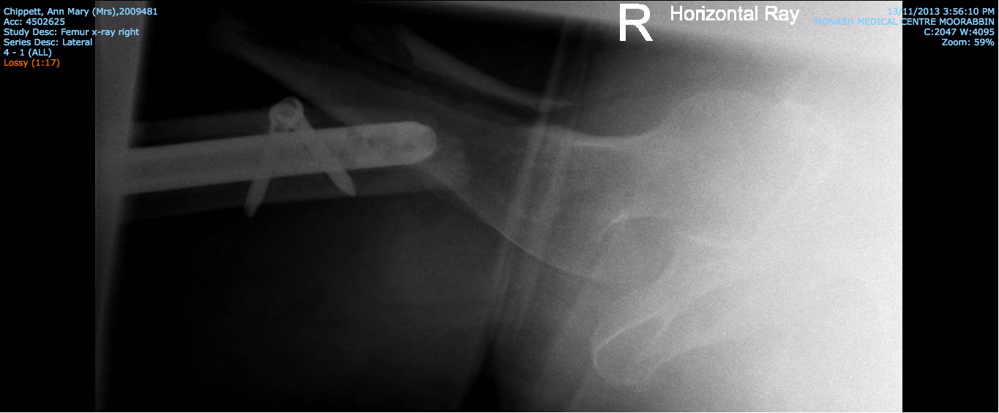 Chippett, Ann Mary (Mrs),2009481
Acc: 4502625
Study Desc: Femur x-ray right
Series Desc: Lateral
4 - 1 (ALL)
Lossy (1:17)
R Horizontal Ray
13/11/2013 3:56:10 PM
MONASH MEDICAL CENTRE MOORABBIN
C:2047 W:4095
Zoom: 59%